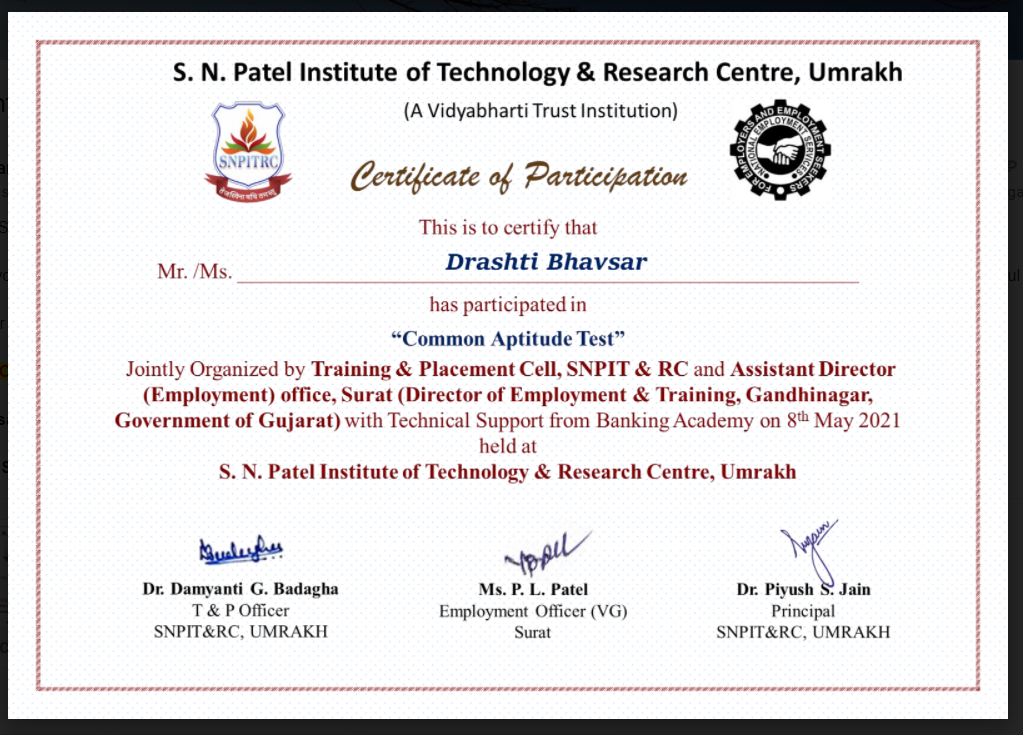 S. N. Patel Institute of Technology & Research Centre, Umrakh
(A Vidyabharti Trust Institution)
SNPITRC
FOR EMPLOYERS AND EMPLOYMENT SEEKERS
NATIONAL EMPLOYMENT SERVICES
Certificate of Participation
This is to certify that
Mr. /Ms. Drashti Bhavsar
has participated in
“Common Aptitude Test”
Jointly Organized by Training & Placement Cell, SNPIT & RC and Assistant Director
(Employment) office, Surat (Director of Employment & Training, Gandhinagar,
Government of Gujarat) with Technical Support from Banking Academy on 8th May 2021
held at
S. N. Patel Institute of Technology & Research Centre, Umrakh
Dr. Damyanti G. Badagha
T & P Officer
SNPIT&RC, UMRAKH
Ms. P. L. Patel
Employment Officer (VG)
Surat
Dr. Piyush S. Jain
Principal
SNPIT&RC, UMRAKH